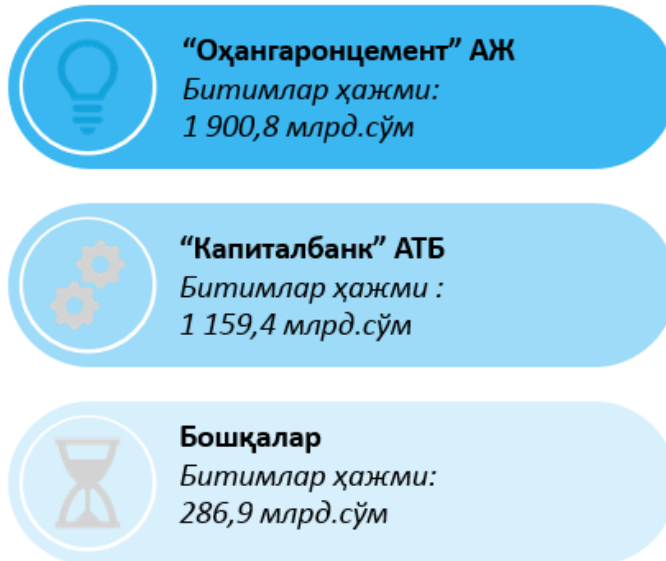 “Оҳангаронцемент” АЖ
Битимлар ҳажми:
1 900,8 млрд.сўм
“Капиталбанк” АТБ
Битимлар ҳажми :
1 159,4 млрд.сўм
Бошқалар
Битимлар ҳажми:
286,9 млрд.сўм